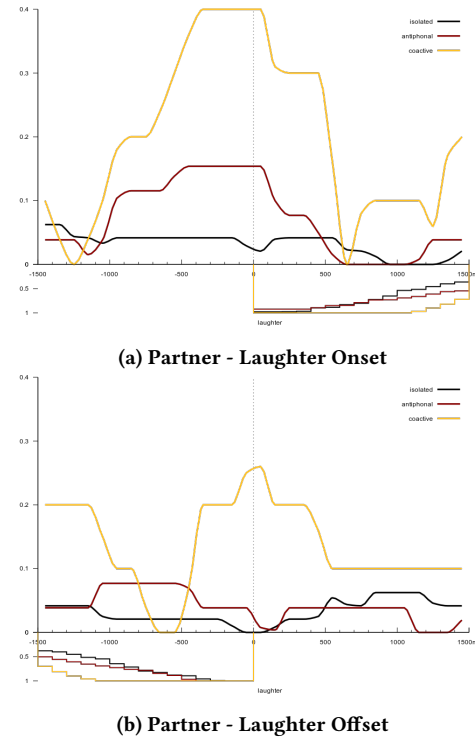 0.4
isolated
antiphonal
coactive
0.3
0.2
0.1
0
-1500 -1000 -500 0 500 1000 1500m
0.5
1
laughter
(a) Partner - Laughter Onset
0.4
isolated
antiphonal
coactive
0.3
0.2
0.1
0
-1500 -1000 -500 0 500 1000 1500m
0.5
1
laughter
(b) Partner - Laughter Offset